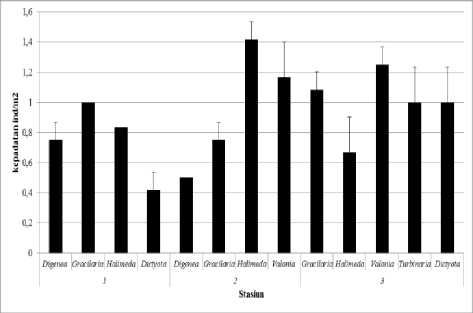 1,6
1,4
1,2
1
0,8
0,6
0,4
0,2
0
kepadatan ind/m2
Digenea Gracilaria Halimeda Dictyota Digenea Gracilaria Halimeda Valonia Gracilaria Halimeda Valonia Turbinaria Dictyota
1 2 3
Stasiun